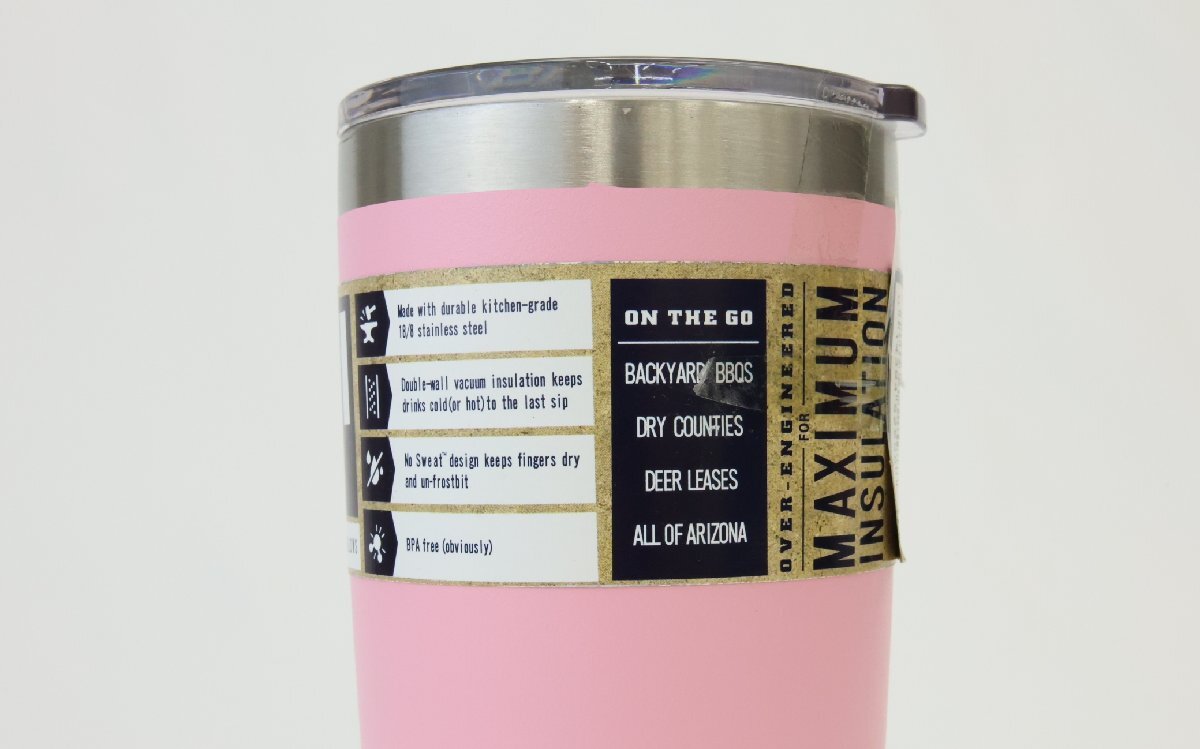 Made with durable kitchen-grade
18/8 stainless steel
Double-wall vacuum insulation keeps
drinks cold(or hot)to the last sip
No Sweat™ design keeps fingers dry
and un-frostbit
BPA free (obviously)
ON THE GO
BACKYARD BBQS
DRY COUNTIES
DEER LEASES
ALL OF ARIZONA
OVER-ENGINEERED
FOR
MAXIMUM
INSULATION